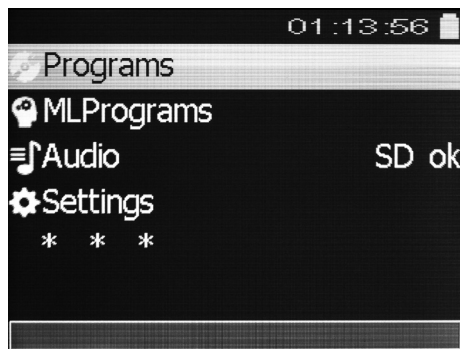 01:13:56
Programs
MLPrograms
Audio SD ok
Settings
* * *